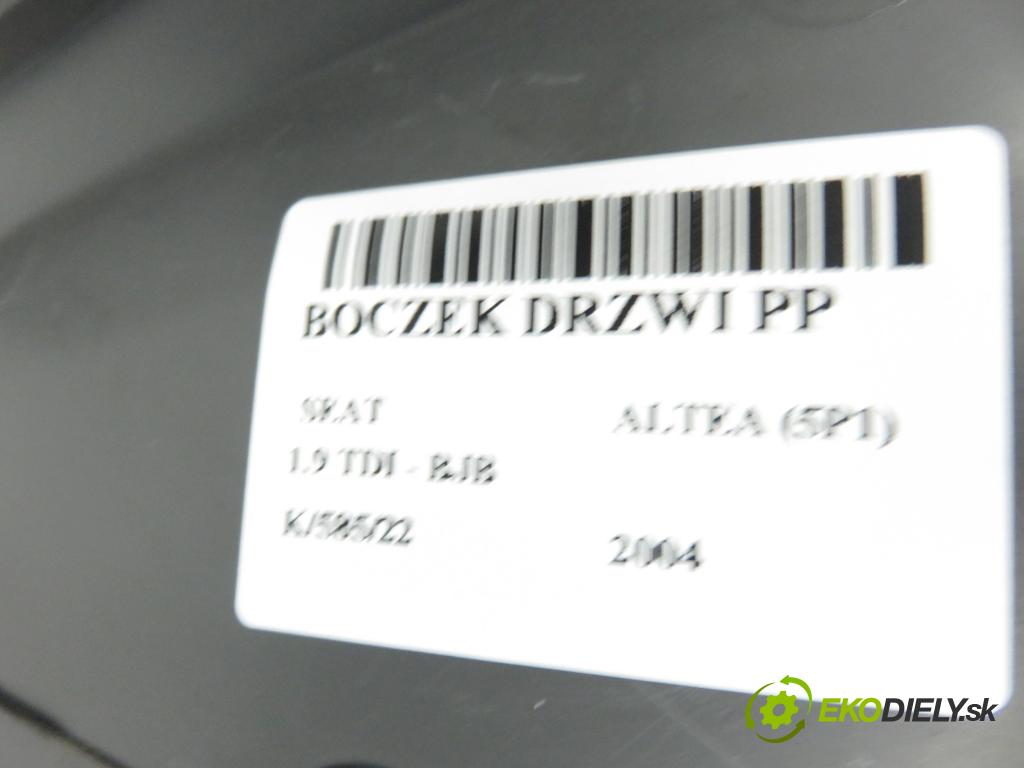 BOCZEK DRZWI PP
SEAT ALTEA (5P1)
1.9 TDI - BJB
K/585/22 2004
EKODIELY.sk